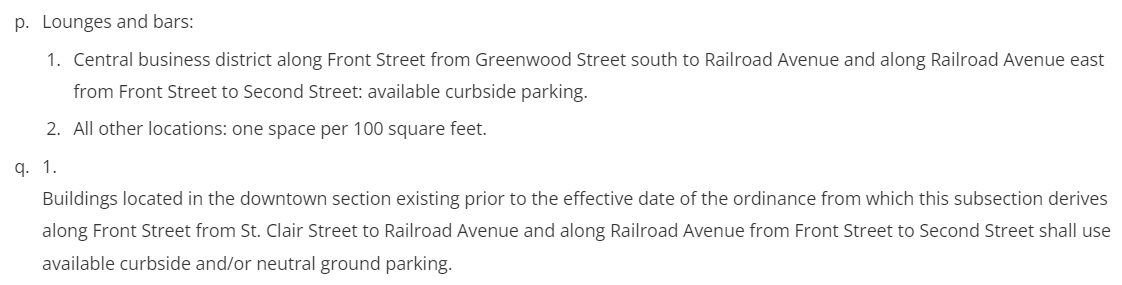 p. Lounges and bars:
1. Central business district along Front Street from Greenwood Street south to Railroad Avenue and along Railroad Avenue east
from Front Street to Second Street: available curbside parking.
2. All other locations: one space per 100 square feet.
q. 1.
Buildings located in the downtown section existing prior to the effective date of the ordinance from which this subsection derives
along Front Street from St. Clair Street to Railroad Avenue and along Railroad Avenue from Front Street to Second Street shall use
available curbside and/or neutral ground parking.